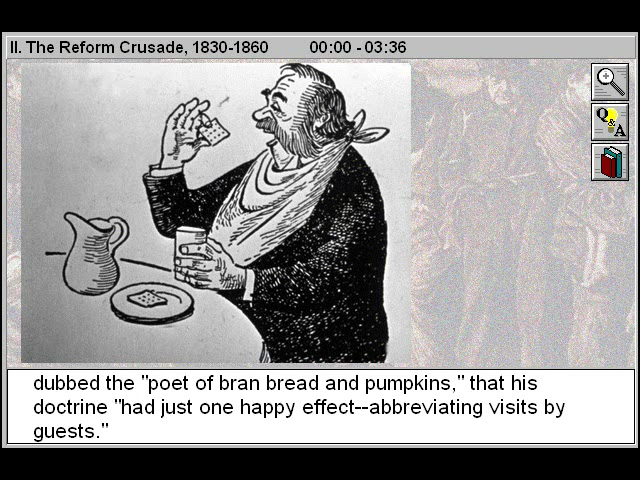 II. The Reform Crusade, 1830-1860 00:00 - 03:36
Q&A
dubbed the "poet of bran bread and pumpkins," that his
doctrine "had just one happy effect--abbreviating visits by
guests."